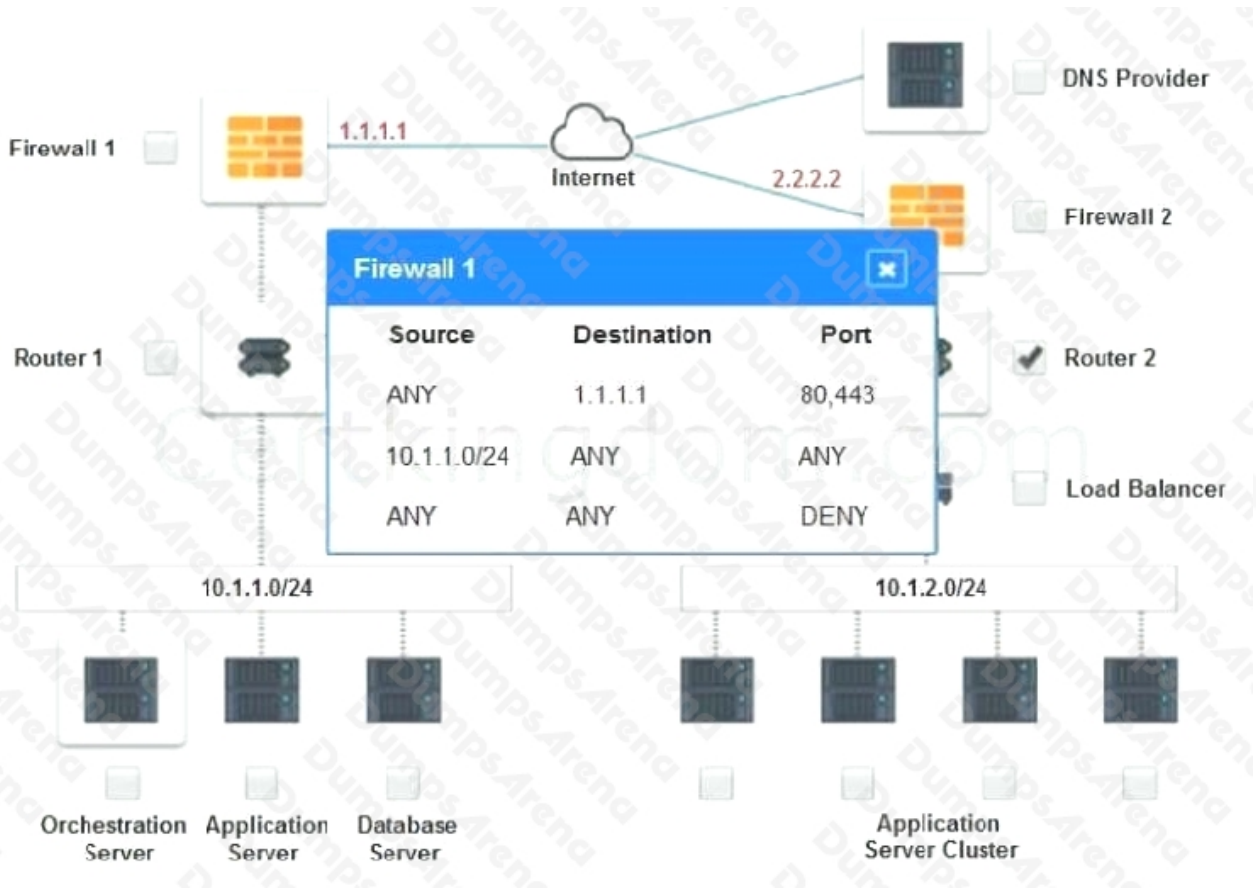 DNS Provider
Firewall 1
1.1.1.1
Internet
2.2.2.2
Firewall 2
Firewall 1
Source Destination Port
Router 1
Router 2
ANY 1.1.1.1 80,443
10.1.1.0/24 ANY ANY
Load Balancer
ANY ANY DENY
10.1.1.0/24
10.1.2.0/24
Orchestration Server
Application Server
Database Server
Application
Server Cluster
DumpsArena